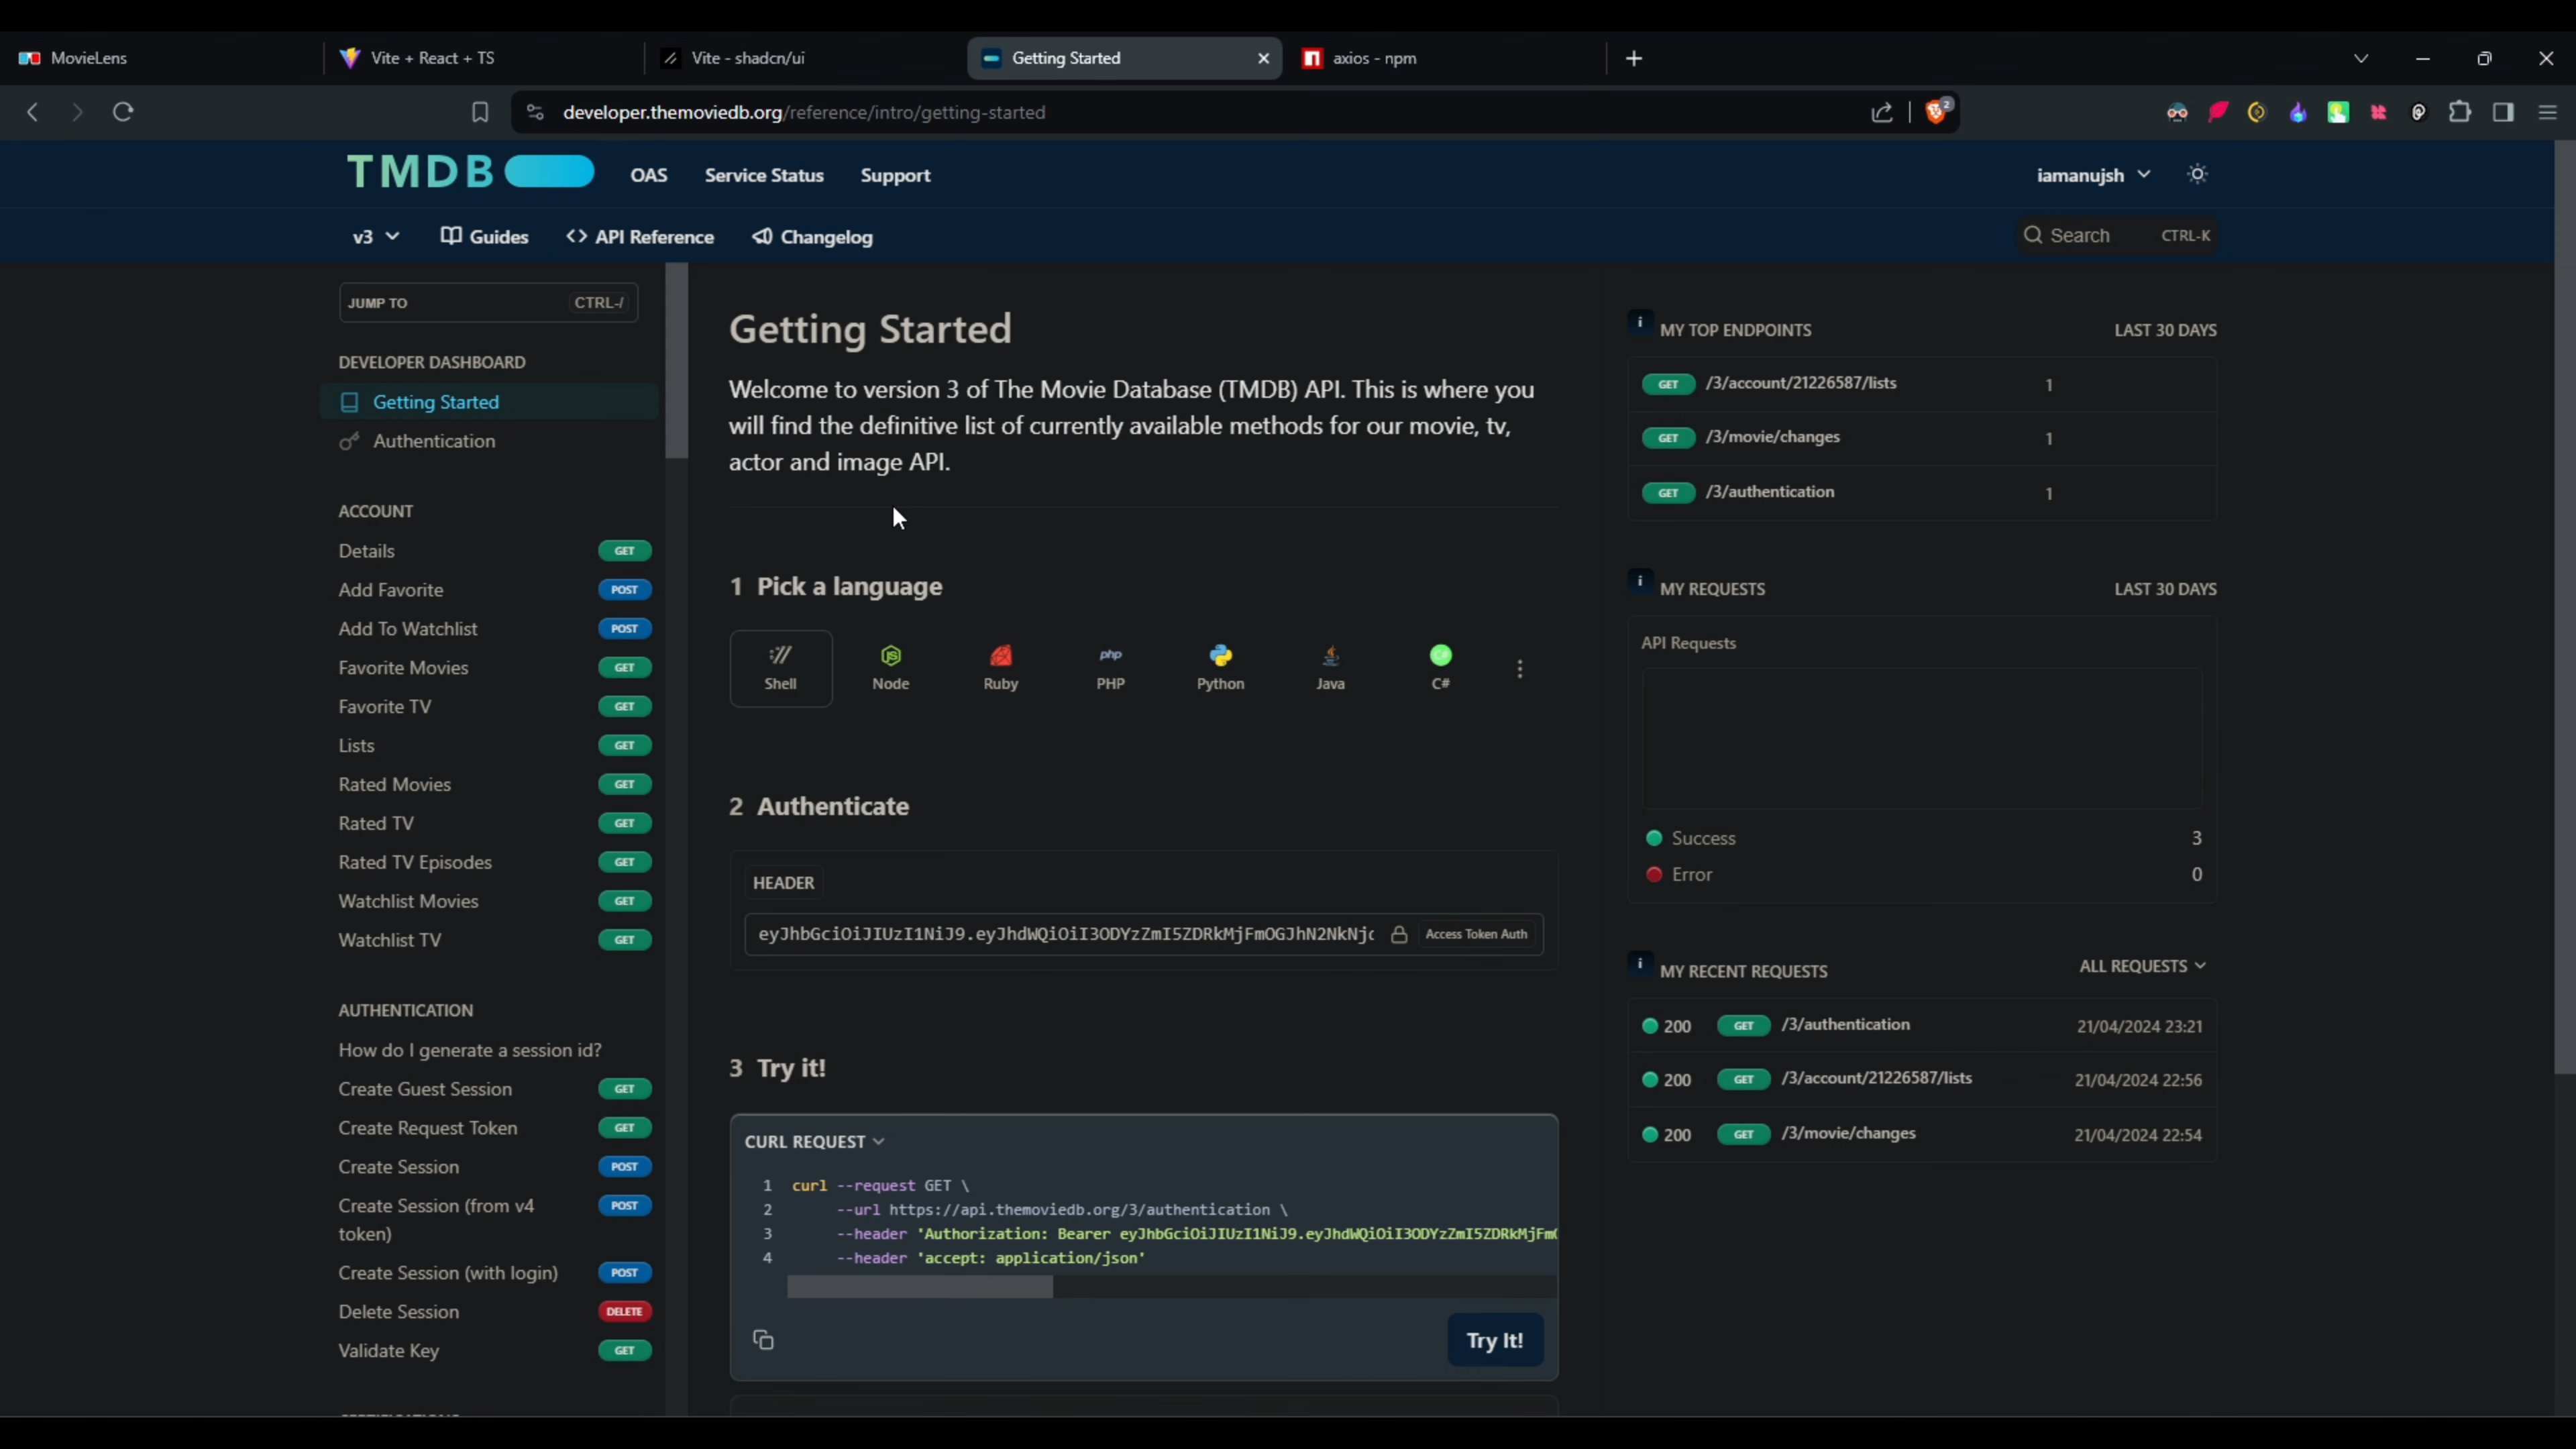 MovieLens
Vite + React + TS
Vite - shadcn/ui
Getting Started
axios - npm
developer.themoviedb.org/reference/intro/getting-started
2
TMDB
OAS
Service Status
Support
iamanujsh
v3
Guides
API Reference
Changelog
Search
CTRL-K
JUMP TO
CTRL-/
DEVELOPER DASHBOARD
Getting Started
Authentication
ACCOUNT
Details GET
Add Favorite POST
Add To Watchlist POST
Favorite Movies GET
Favorite TV GET
Lists GET
Rated Movies GET
Rated TV GET
Rated TV Episodes GET
Watchlist Movies GET
Watchlist TV GET
AUTHENTICATION
How do I generate a session id?
Create Guest Session GET
Create Request Token GET
Create Session POST
Create Session (from v4 POST
token)
Create Session (with login) POST
Delete Session DELETE
Validate Key GET
Getting Started
Welcome to version 3 of The Movie Database (TMDB) API. This is where you
will find the definitive list of currently available methods for our movie, tv,
actor and image API.
1 Pick a language
Shell
Node
Ruby
php
PHP
Python
Java
C#
2 Authenticate
HEADER
eyJhbGciOiJIUzI1NiJ9.eyJhdWQiOiI3ODYzZmI5ZDRkMjFmOGJhN2NkNjc Access Token Auth
3 Try it!
CURL REQUEST
1 curl --request GET \
2 --url https://api.themoviedb.org/3/authentication \
3 --header 'Authorization: Bearer eyJhbGciOiJIUzI1NiJ9.eyJhdWQiOiI3ODYzZmI5ZDRkMjFm
4 --header 'accept: application/json'
Try It!
MY TOP ENDPOINTS LAST 30 DAYS
GET /3/account/21226587/lists 1
GET /3/movie/changes 1
GET /3/authentication 1
MY REQUESTS LAST 30 DAYS
API Requests
Success 3
Error 0
MY RECENT REQUESTS ALL REQUESTS
200 GET /3/authentication 21/04/2024 23:21
200 GET /3/account/21226587/lists 21/04/2024 22:56
200 GET /3/movie/changes 21/04/2024 22:54